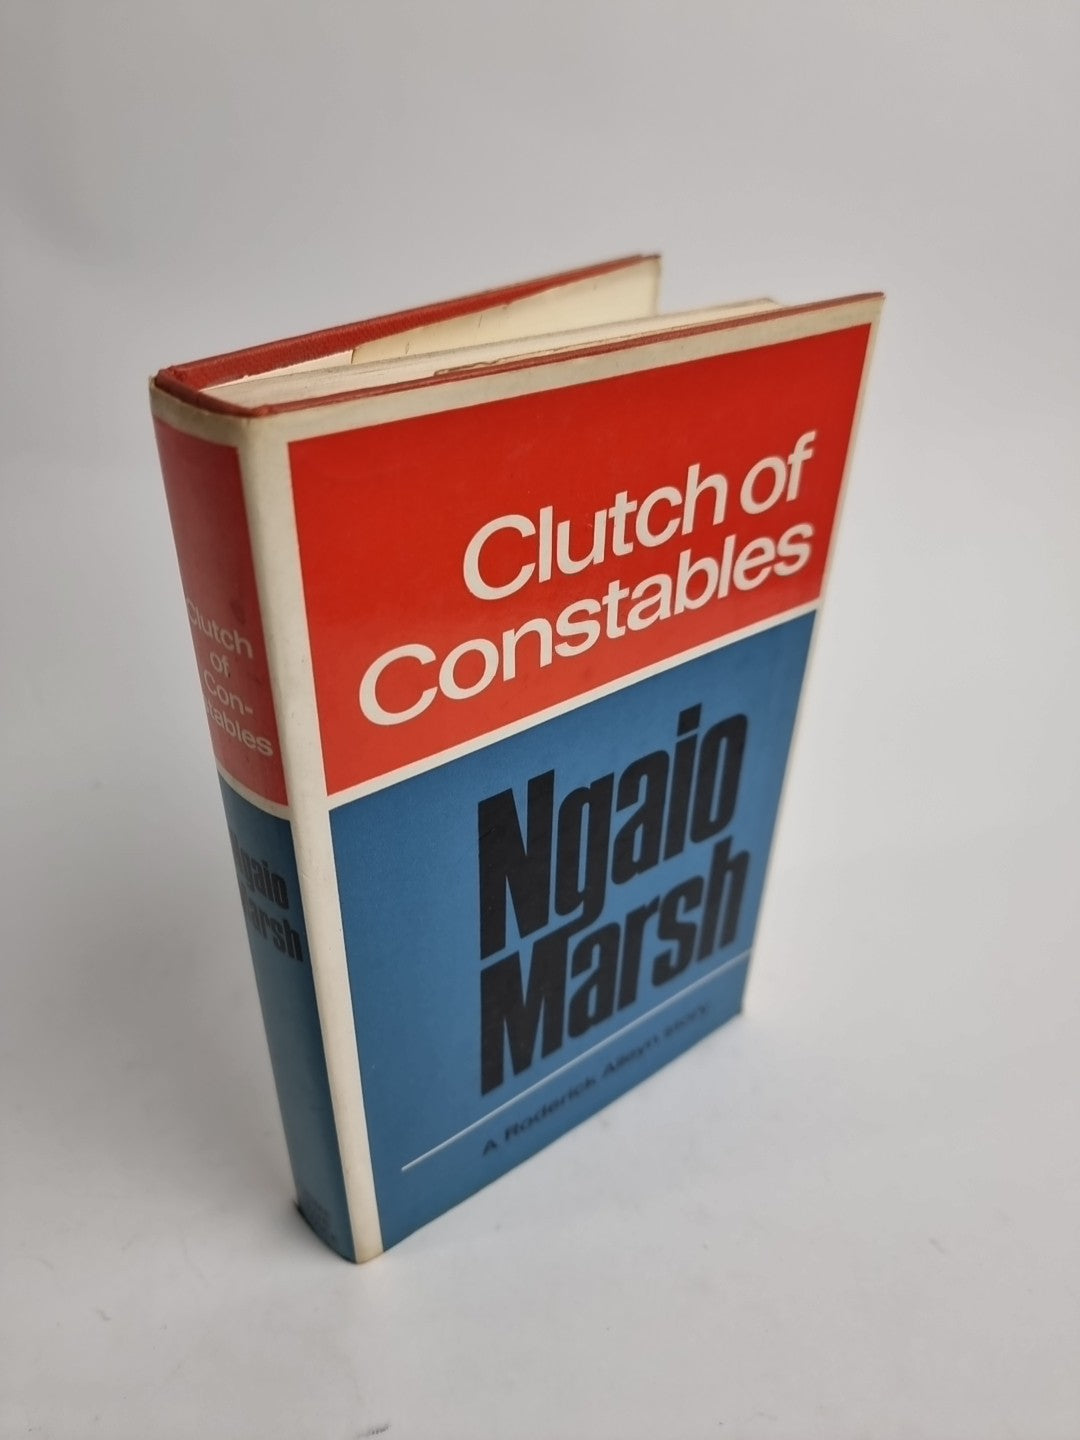 Clutch of
Constables
Ngaio
Marsh
A Roderick Alleyn story
Clutch
of
Con-
stables
Ngaio
Marsh